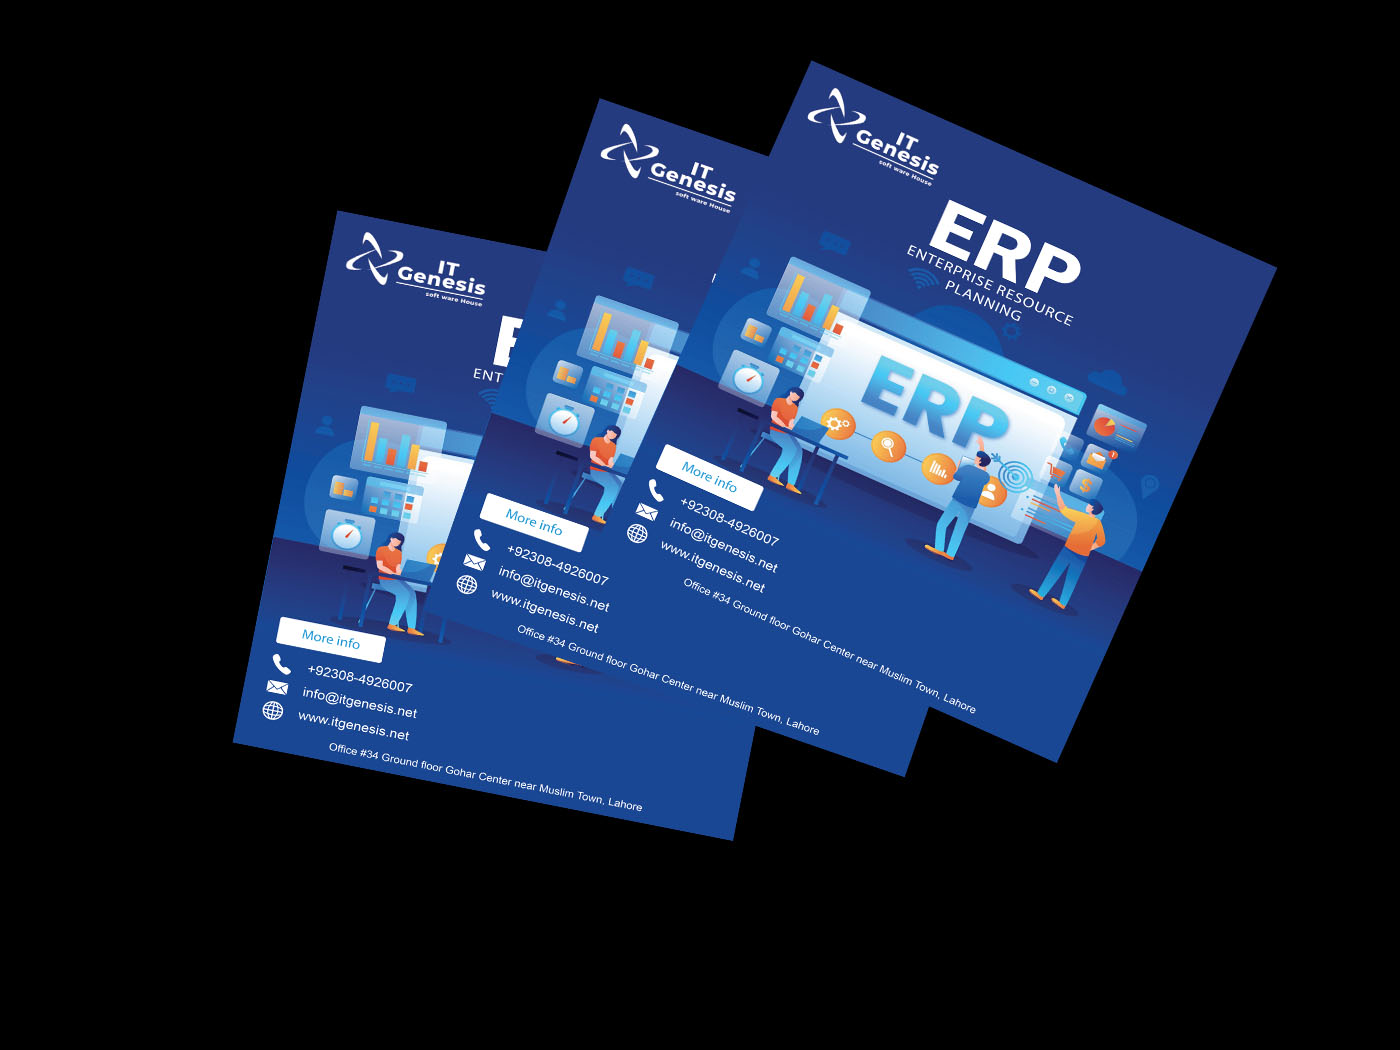 IT
Genesis
soft ware House
E
ENT
More info
+92308-4926007
info@itgenesis.net
www.itgenesis.net
Office #34 Ground floor Gohar Center near Muslim Town, Lahore
IT
Genesis
soft ware House
More info
+92308-4926007
info@itgenesis.net
www.itgenesis.net
Office #34 Ground floor Gohar Center near Muslim Town, Lahore
IT
Genesis
soft ware House
ERP
ENTERPRISE RESOURCE
PLANNING
ERP
More info
+92308-4926007
info@itgenesis.net
www.itgenesis.net
Office #34 Ground floor Gohar Center near Muslim Town, Lahore